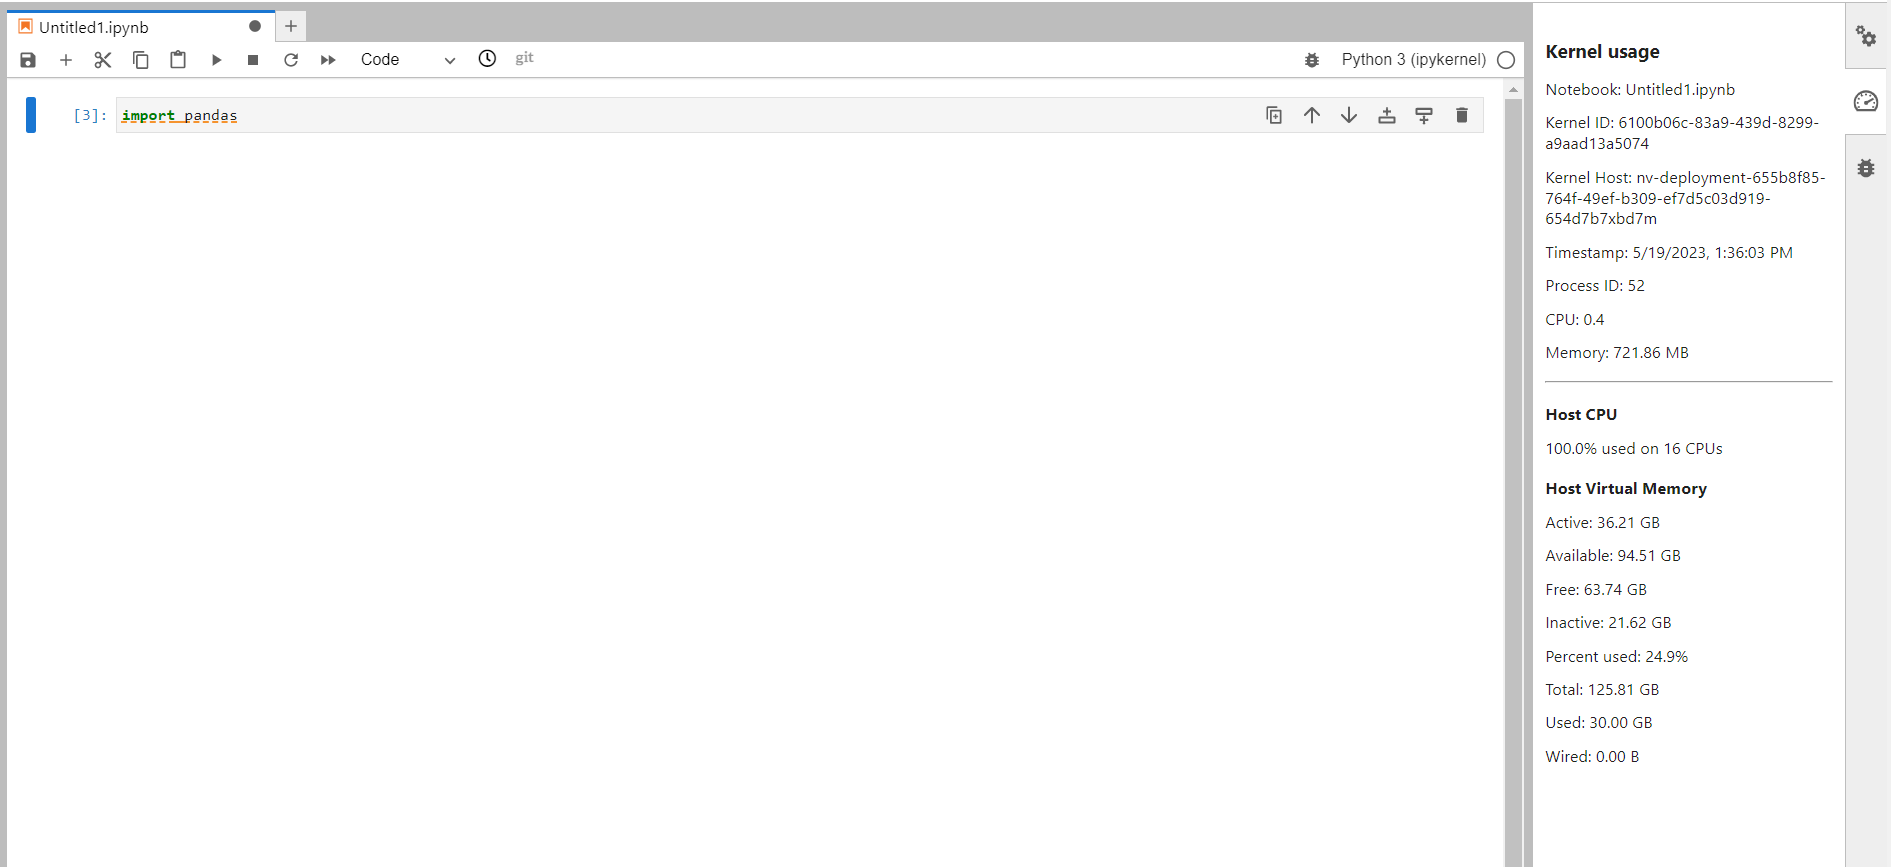 Untitled1.ipynb
Code
git
Python 3 (ipykernel)
[3]: import pandas
Kernel usage
Notebook: Untitled1.ipynb
Kernel ID: 6100b06c-83a9-439d-8299-
a9aad13a5074
Kernel Host: nv-deployment-655b8f85-
764f-49ef-b309-ef7d5c03d919-
654d7b7xbd7m
Timestamp: 5/19/2023, 1:36:03 PM
Process ID: 52
CPU: 0.4
Memory: 721.86 MB
Host CPU
100.0% used on 16 CPUs
Host Virtual Memory
Active: 36.21 GB
Available: 94.51 GB
Free: 63.74 GB
Inactive: 21.62 GB
Percent used: 24.9%
Total: 125.81 GB
Used: 30.00 GB
Wired: 0.00 B